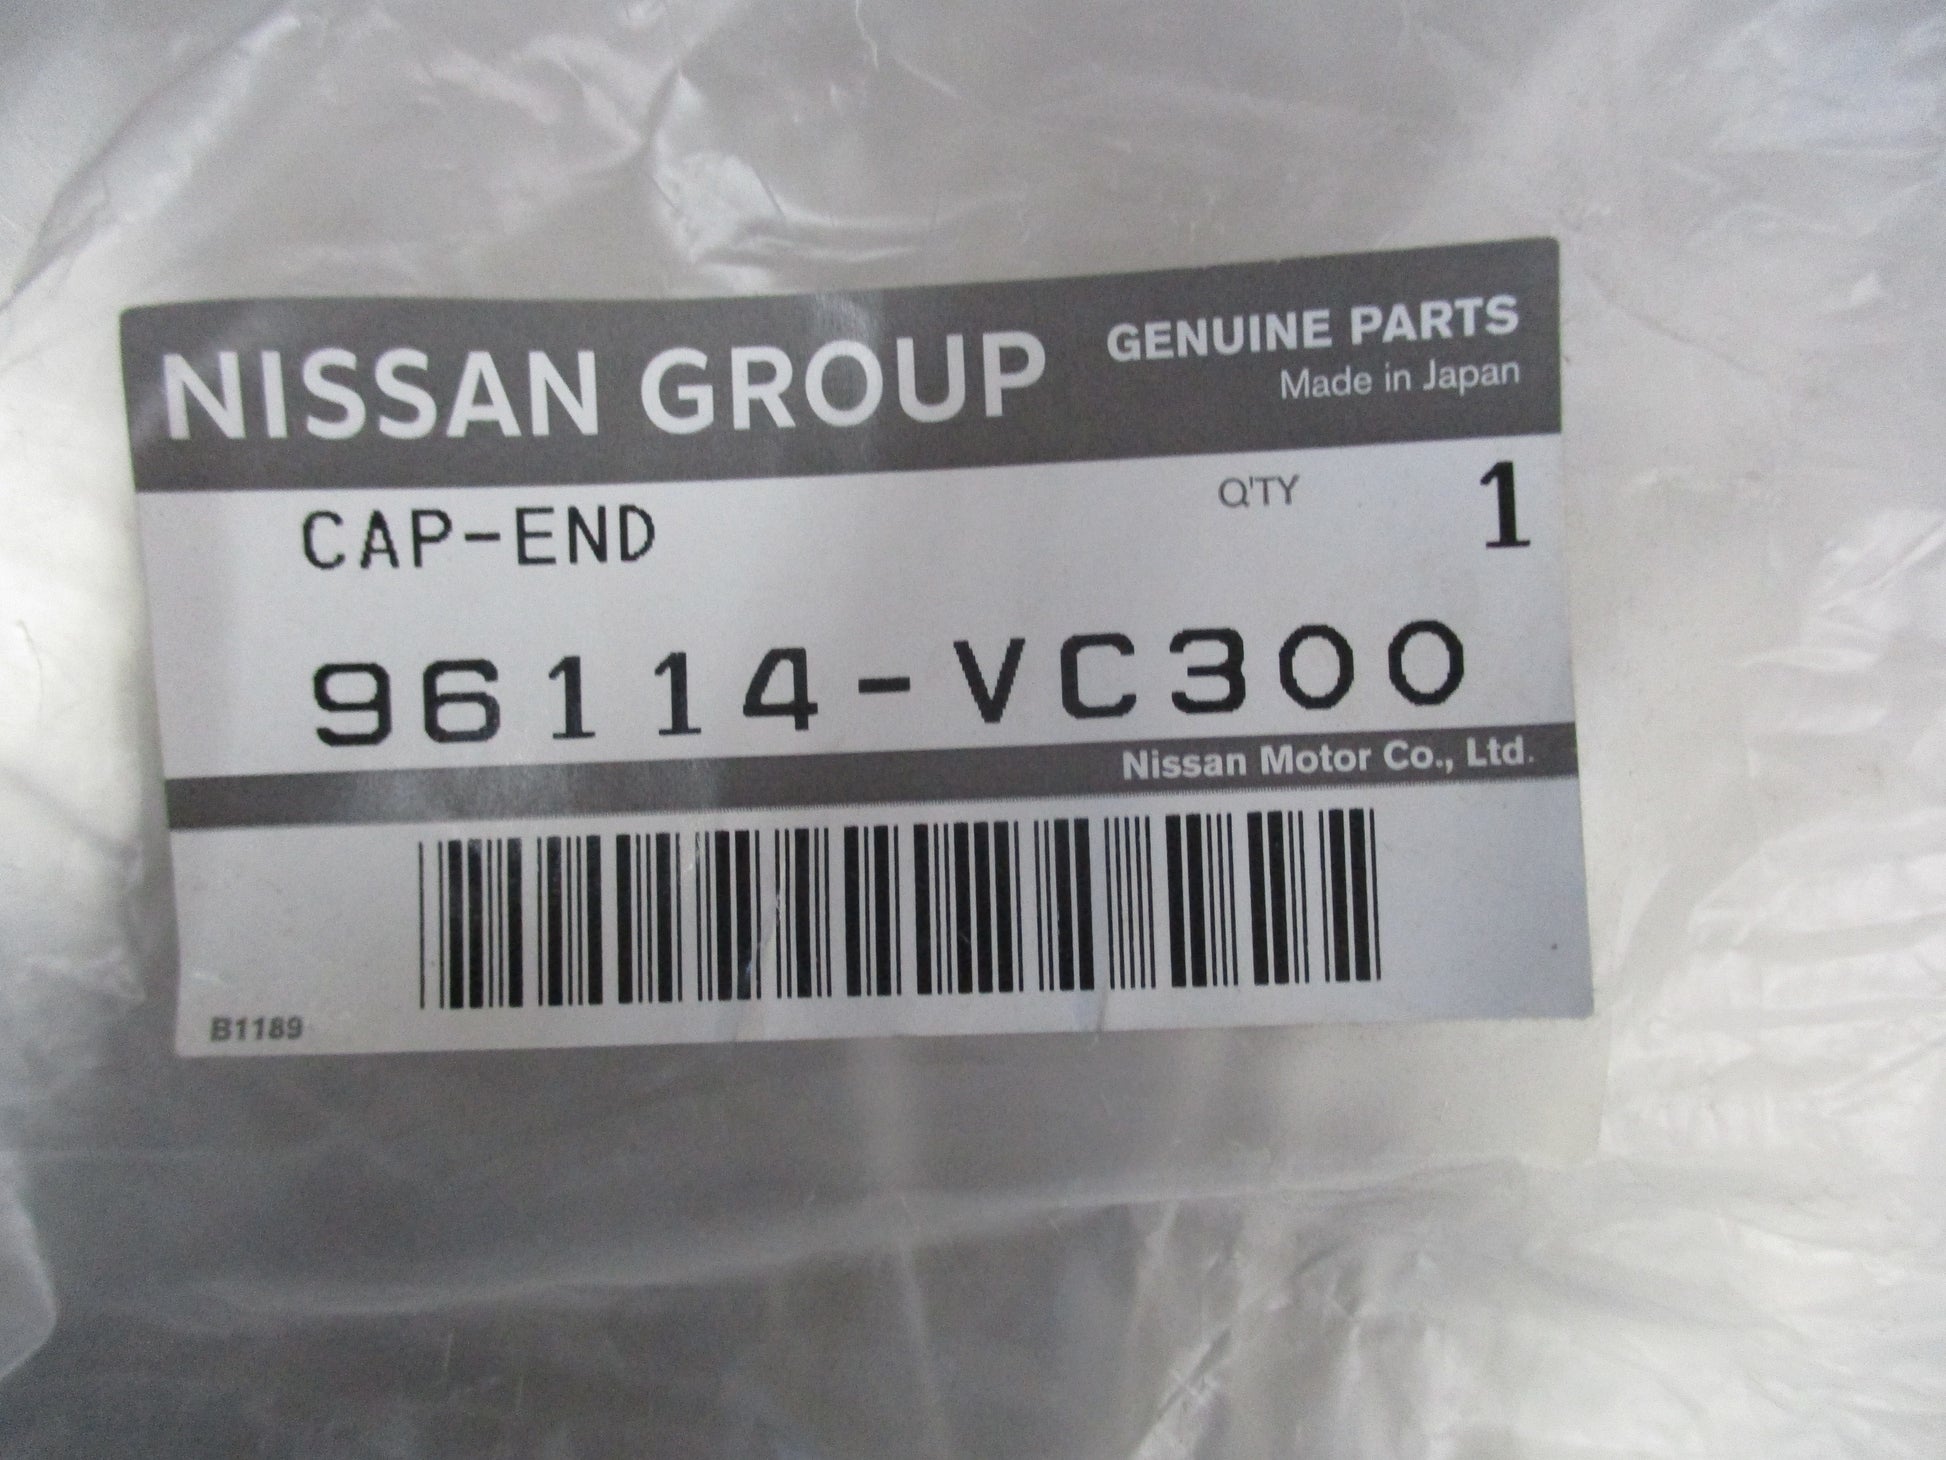 NISSAN GROUP
GENUINE PARTS
Made in Japan
CAP-END
Q'TY 1
96114-VC300
Nissan Motor Co., Ltd.
B1189